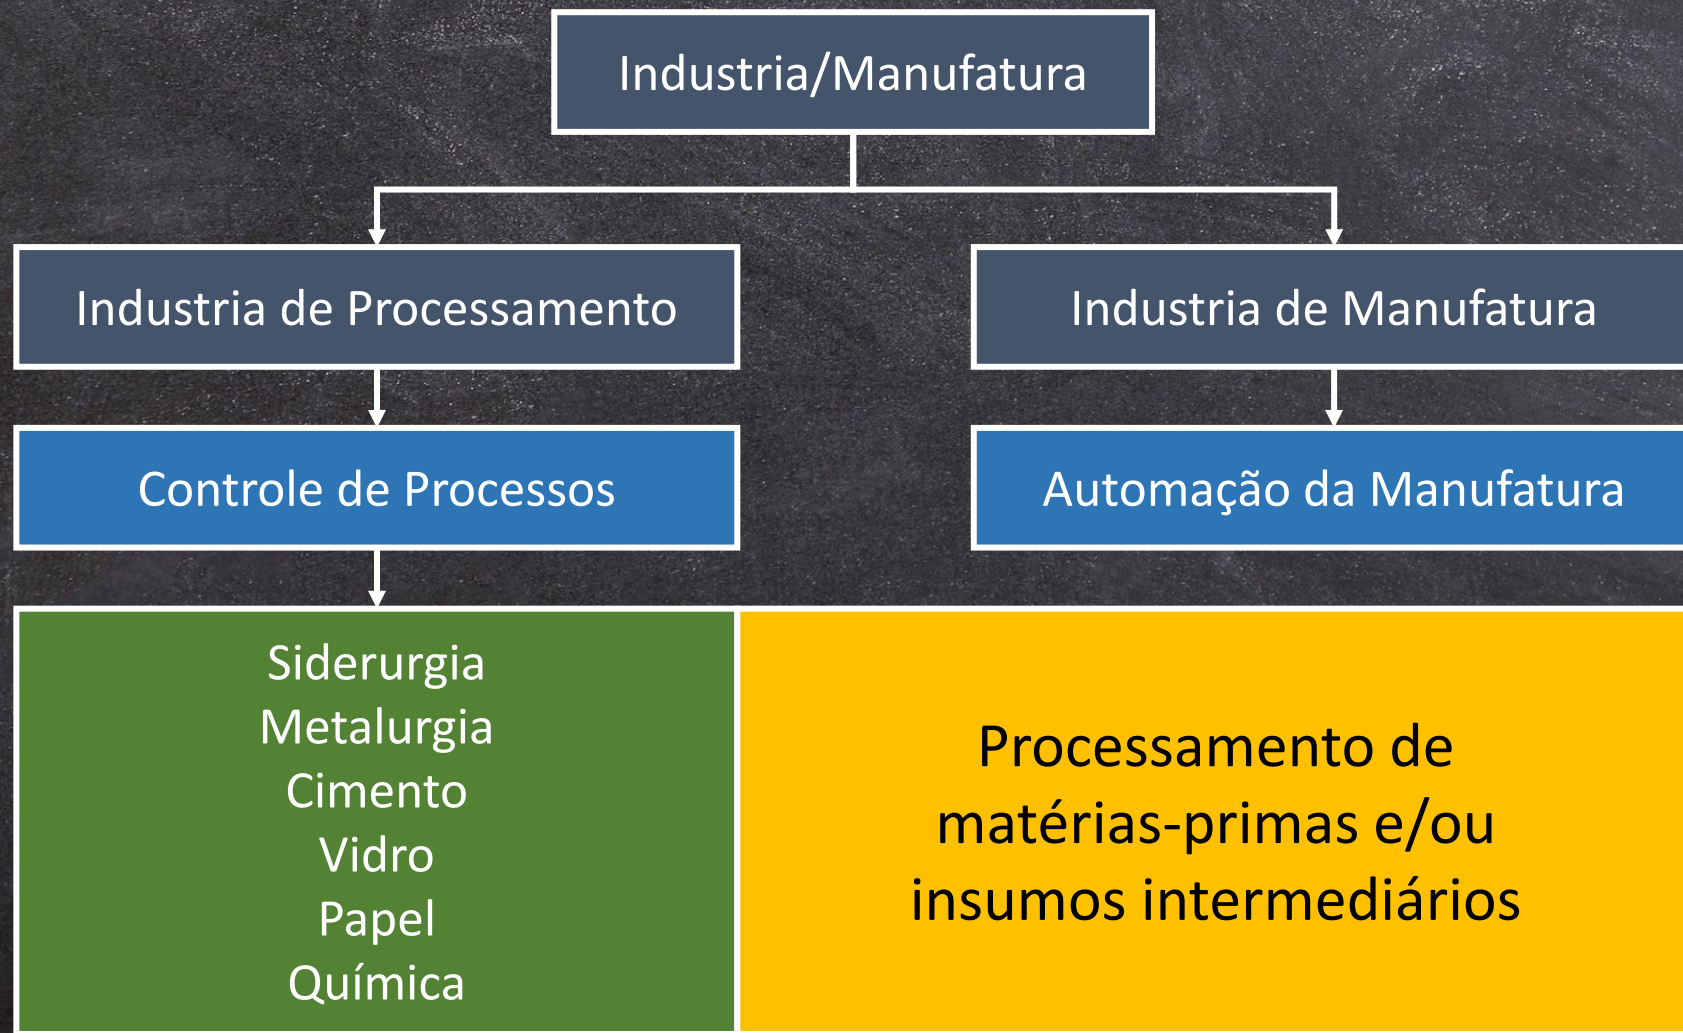 Industria/Manufatura
Industria de Processamento
Industria de Manufatura
Controle de Processos
Automação da Manufatura
Siderurgia
Metalurgia
Cimento
Vidro
Papel
Química
Processamento de
matérias-primas e/ou
insumos intermediários